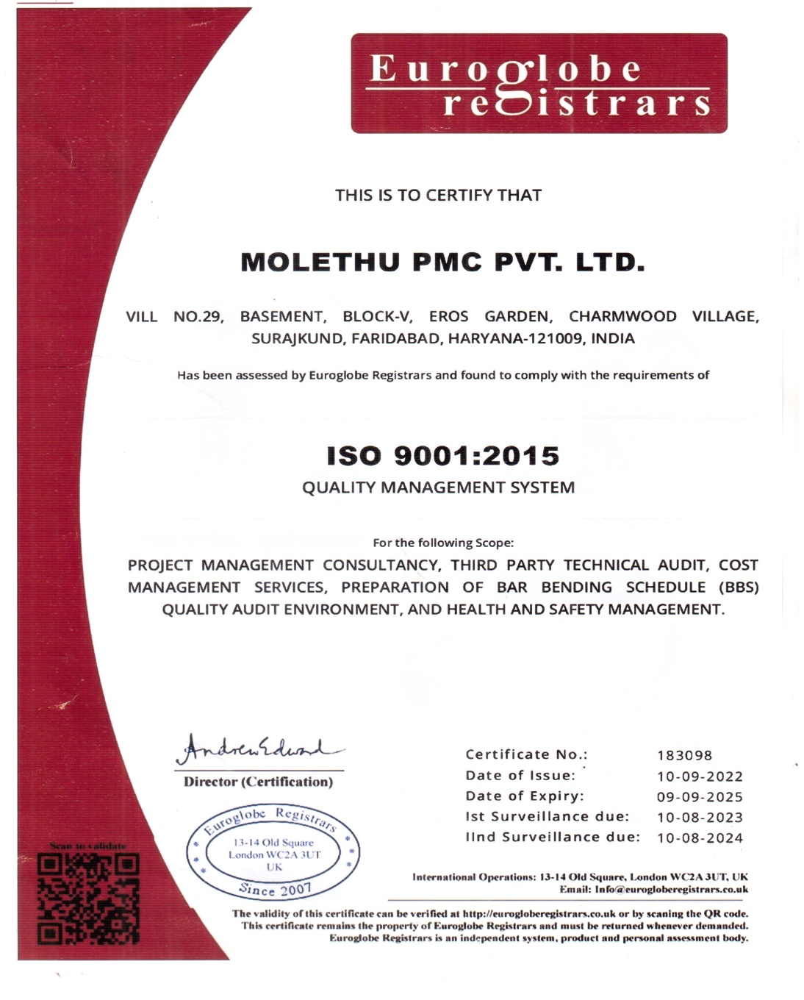 Euroglobe
registrars
THIS IS TO CERTIFY THAT
MOLETHU PMC PVT. LTD.
VILL NO.29, BASEMENT, BLOCK-V, EROS GARDEN, CHARMWOOD VILLAGE,
SURAJKUND, FARIDABAD, HARYANA-121009, INDIA
Has been assessed by Euroglobe Registrars and found to comply with the requirements of
ISO 9001:2015
QUALITY MANAGEMENT SYSTEM
For the following Scope:
PROJECT MANAGEMENT CONSULTANCY, THIRD PARTY TECHNICAL AUDIT, COST
MANAGEMENT SERVICES, PREPARATION OF BAR BENDING SCHEDULE (BBS)
QUALITY AUDIT ENVIRONMENT, AND HEALTH AND SAFETY MANAGEMENT.
Andrew Edward
Director (Certification)
Euroglobe Registrars
13-14 Old Square
London WC2A 3UT
UK
Since 2007
Scan to validate
Certificate No.: 183098
Date of Issue: 10-09-2022
Date of Expiry: 09-09-2025
Ist Surveillance due: 10-08-2023
IInd Surveillance due: 10-08-2024
International Operations: 13-14 Old Square, London WC2A 3UT, UK
Email: Info@eurogloberegistrars.co.uk
The validity of this certificate can be verified at http://eurogloberegistrars.co.uk or by scaning the QR code.
This certificate remains the property of Euroglobe Registrars and must be returned whenever demanded.
Euroglobe Registrars is an independent system, product and personal assessment body.